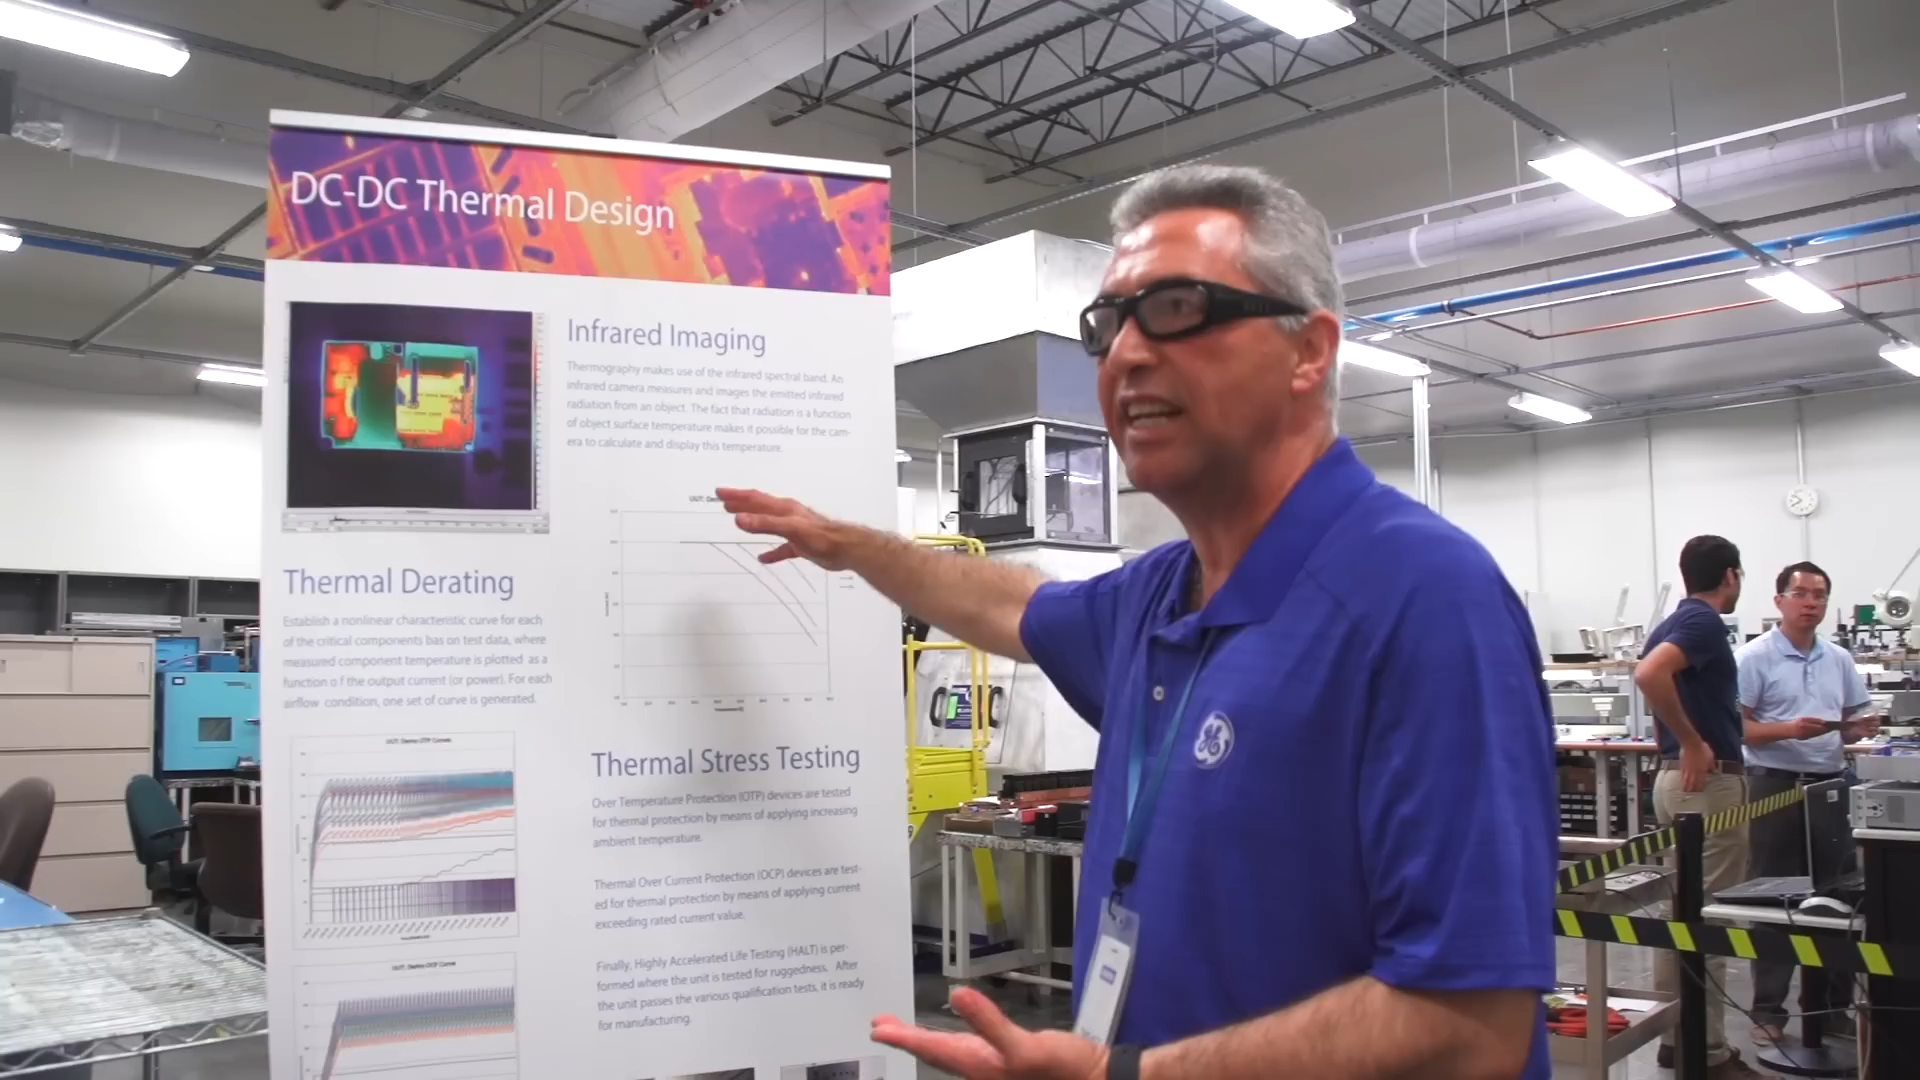 DC-DC Thermal Design
Infrared Imaging
Thermography makes use of the infrared spectral band. An
infrared camera measures and images the emitted infrared
radiation from an object. The fact that radiation is a function
of object surface temperature makes it possible for the cam-
era to calculate and display this temperature.
Thermal Derating
Establish a nonlinear characteristic curve for each
of the critical components bas on test data, where
measured component temperature is plotted as a
function o f the output current (or power). For each
airflow condition, one set of curve is generated.
Thermal Stress Testing
Over Temperature Protection (OTP) devices are tested
for thermal protection by means of applying increasing
ambient temperature.
Thermal Over Current Protection (OCP) devices are test-
ed for thermal protection by means of applying current
exceeding rated current value.
Finally, Highly Accelerated Life Testing (HALT) is per-
formed where the unit is tested for ruggedness. After
the unit passes the various qualification tests, it is ready
for manufacturing.